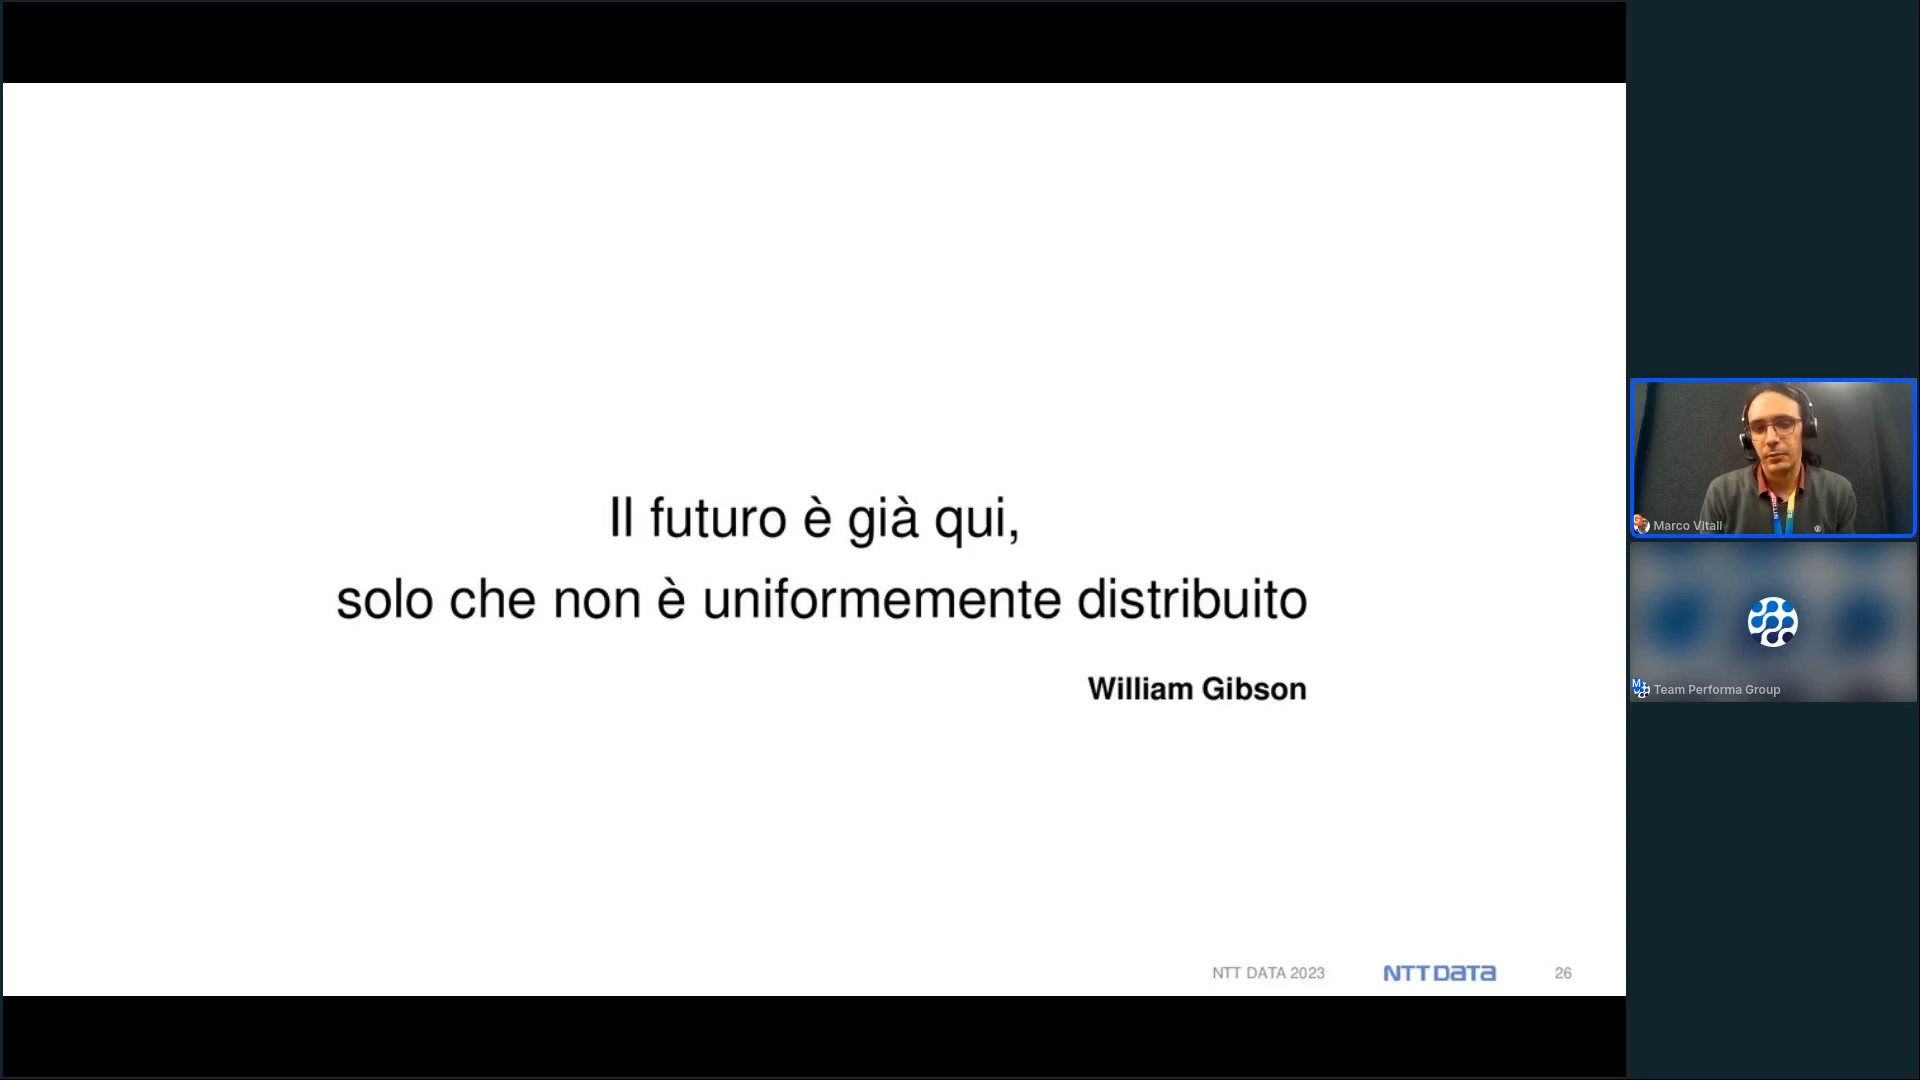 Il futuro è già qui,
solo che non è uniformemente distribuito
William Gibson
NTT DATA 2023
NTT DATA
26
Marco Vitali
Team Performa Group